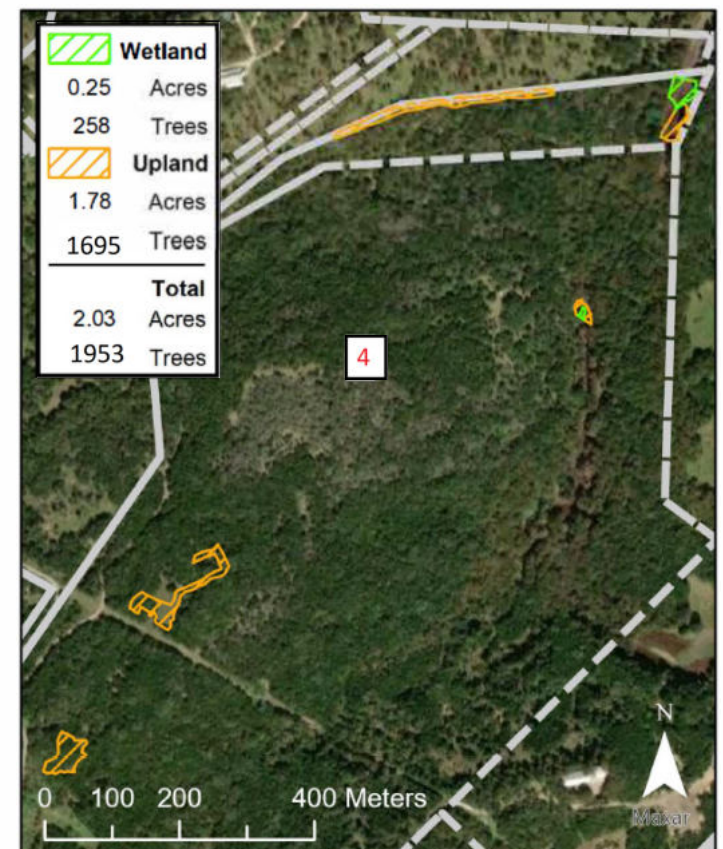 Wetland
0.25 Acres
258 Trees
Upland
1.78 Acres
1695 Trees
Total
2.03 Acres
1953 Trees
4
N
0 100 200 400 Meters
Maxar